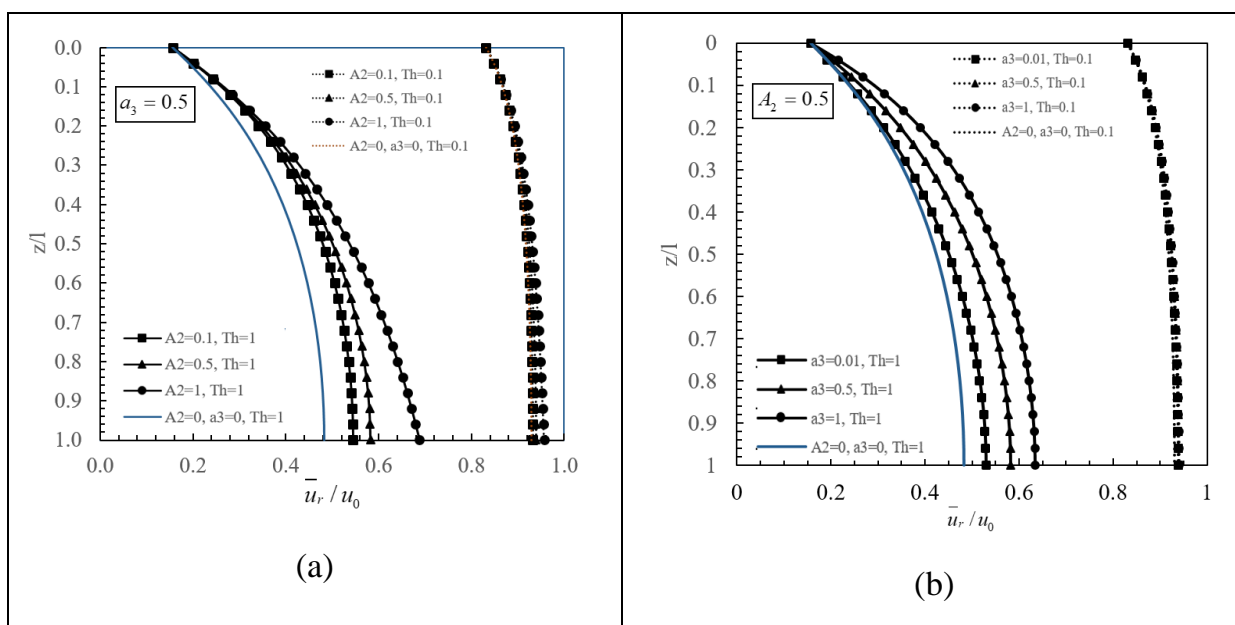 0.0
0.1
0.2
0.3
0.4
0.5
0.6
0.7
0.8
0.9
1.0
z/l
a₃ = 0.5
A2=0.1, Th=0.1
A2=0.5, Th=0.1
A2=1, Th=0.1
A2=0, a3=0, Th=0.1
A2=0.1, Th=1
A2=0.5, Th=1
A2=1, Th=1
A2=0, a3=0, Th=1
0.0 0.2 0.4 0.6 0.8 1.0
u̅ᵣ / u₀
(a)
0
0.1
0.2
0.3
0.4
0.5
0.6
0.7
0.8
0.9
1
z/l
A₂ = 0.5
a3=0.01, Th=0.1
a3=0.5, Th=0.1
a3=1, Th=0.1
A2=0, a3=0, Th=0.1
a3=0.01, Th=1
a3=0.5, Th=1
a3=1, Th=1
A2=0, a3=0, Th=1
0 0.2 0.4 0.6 0.8 1
u̅ᵣ / u₀
(b)